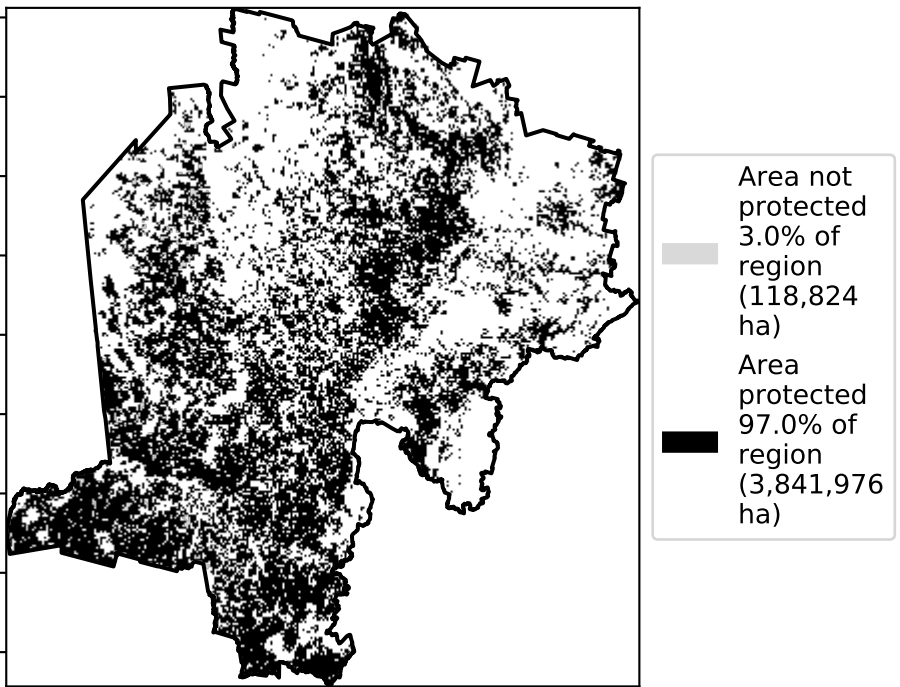 Area not
protected
3.0% of
region
(118,824
ha)
Area
protected
97.0% of
region
(3,841,976
ha)